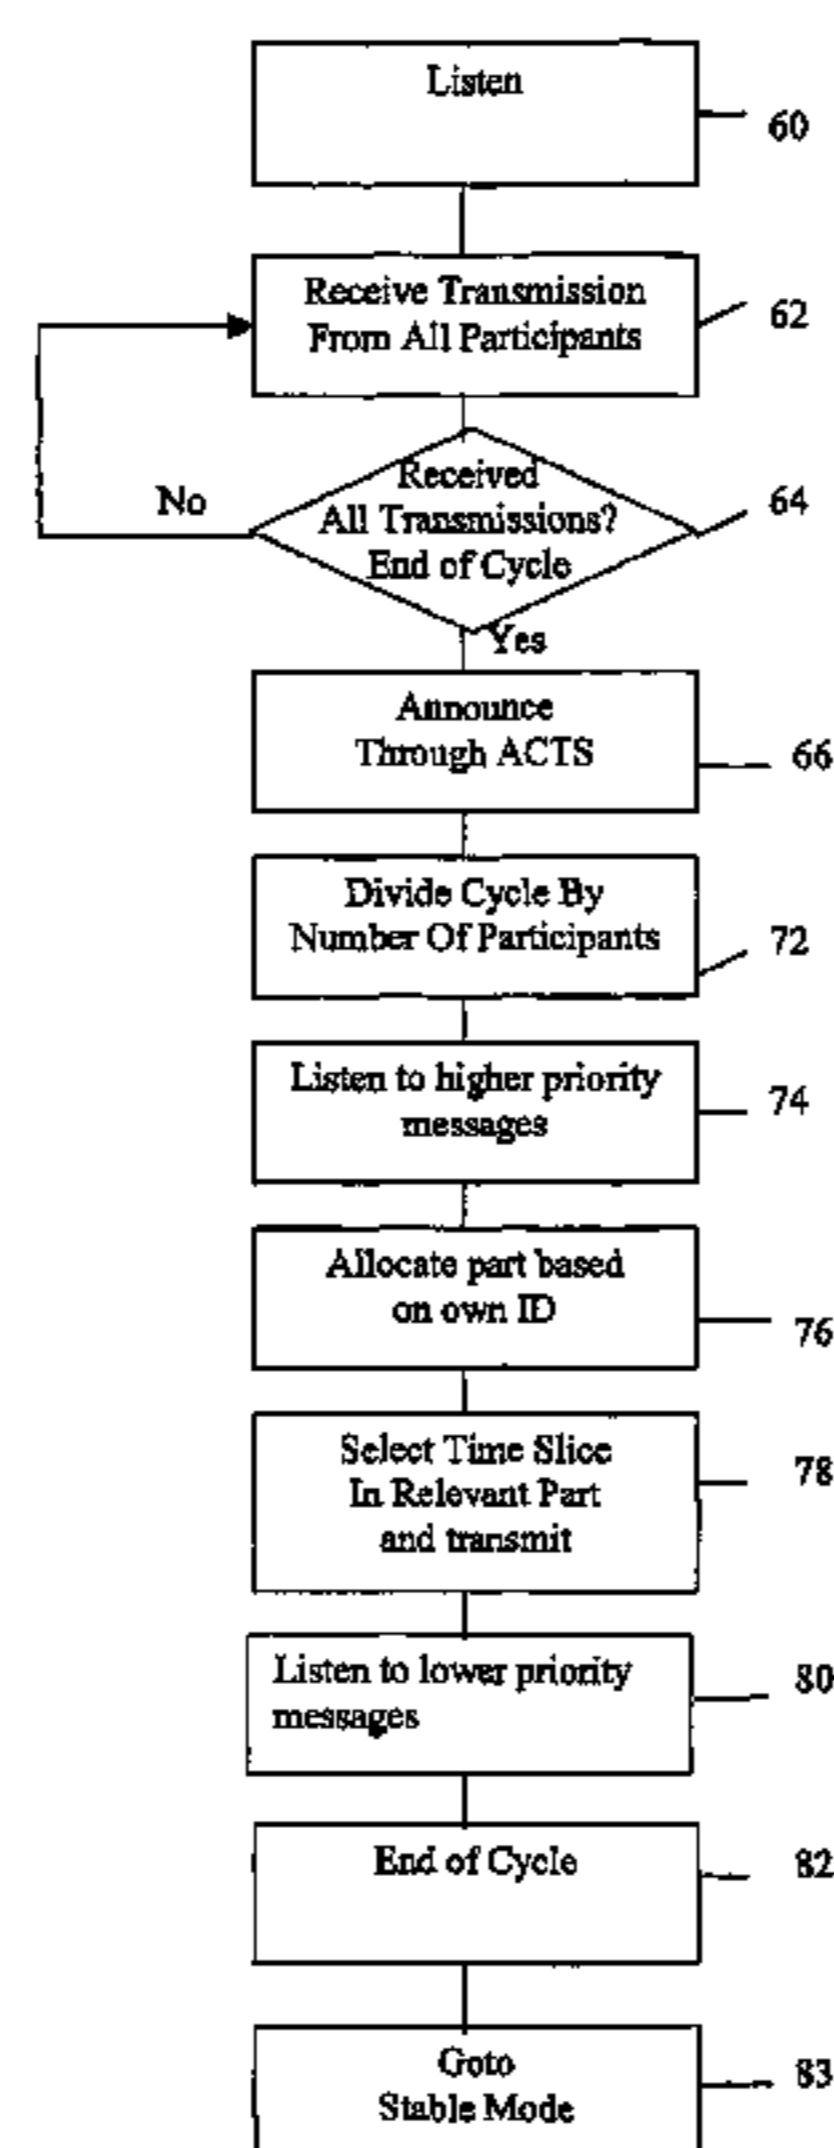 Listen
60
Receive Transmission
From All Participants
62
Received
All Transmissions?
End of Cycle
64
No
Yes
Announce
Through ACTS
66
Divide Cycle By
Number Of Participants
72
Listen to higher priority
messages
74
Allocate part based
on own ID
76
Select Time Slice
In Relevant Part
and transmit
78
Listen to lower priority
messages
80
End of Cycle
82
Goto
Stable Mode
83